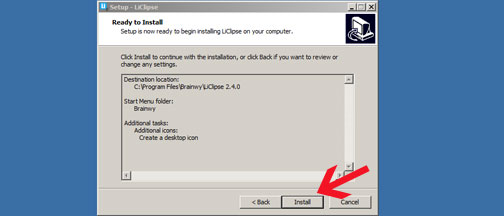 Setup - LiClipse
Ready to Install
Setup is now ready to begin installing LiClipse on your computer.
Click Install to continue with the installation, or click Back if you want to review or
change any settings.
Destination location:
C:\Program Files\Brainwy\LiClipse 2.4.0
Start Menu folder:
Brainwy
Additional tasks:
Additional icons:
Create a desktop icon
< Back
Install
Cancel